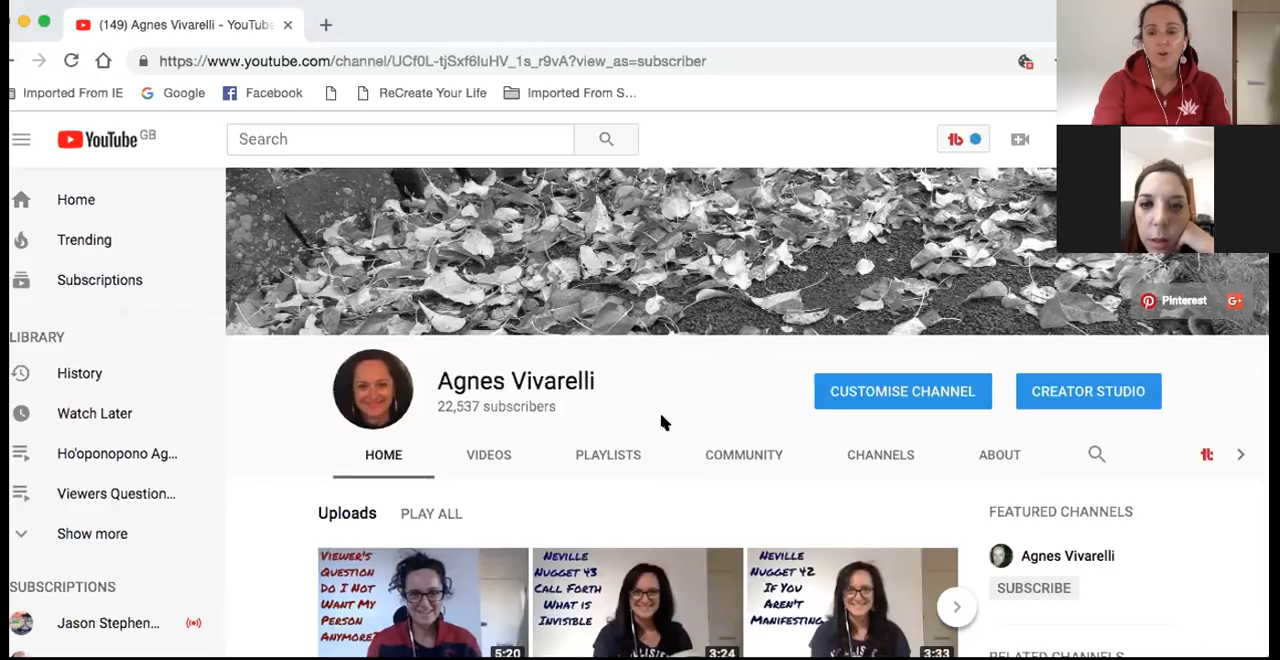 (149) Agnes Vivarelli - YouTube
https://www.youtube.com/channel/UCf0L-tjSxf6luHV_1s_r9vA?view_as=subscriber
Imported From IE
Google
Facebook
ReCreate Your Life
Imported From S...
YouTube GB
Search
Home
Trending
Subscriptions
Pinterest
G+
LIBRARY
History
Watch Later
Ho'oponopono Ag...
Viewers Question...
Show more
SUBSCRIPTIONS
Jason Stephen...
Agnes Vivarelli
22,537 subscribers
CUSTOMISE CHANNEL
CREATOR STUDIO
HOME
VIDEOS
PLAYLISTS
COMMUNITY
CHANNELS
ABOUT
Uploads
PLAY ALL
VIEWER'S
QUESTION
DO I NOT
WANT MY
PERSON
ANYMORE?
5:20
NEVILLE
NUGGET 43
CALL FORTH
WHAT IS
INVISIBLE
3:24
NEVILLE
NUGGET 42
IF YOU
AREN'T
MANIFESTING
3:33
FEATURED CHANNELS
Agnes Vivarelli
SUBSCRIBE
RELATED CHANNELS